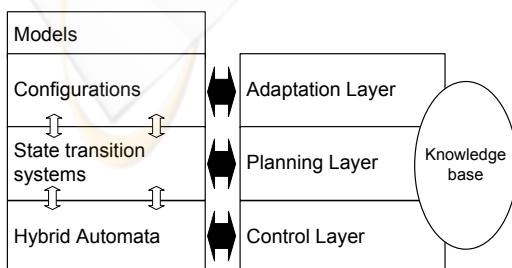 Models
Configurations
Adaptation Layer
State transition
systems
Planning Layer
Knowledge
base
Hybrid Automata
Control Layer